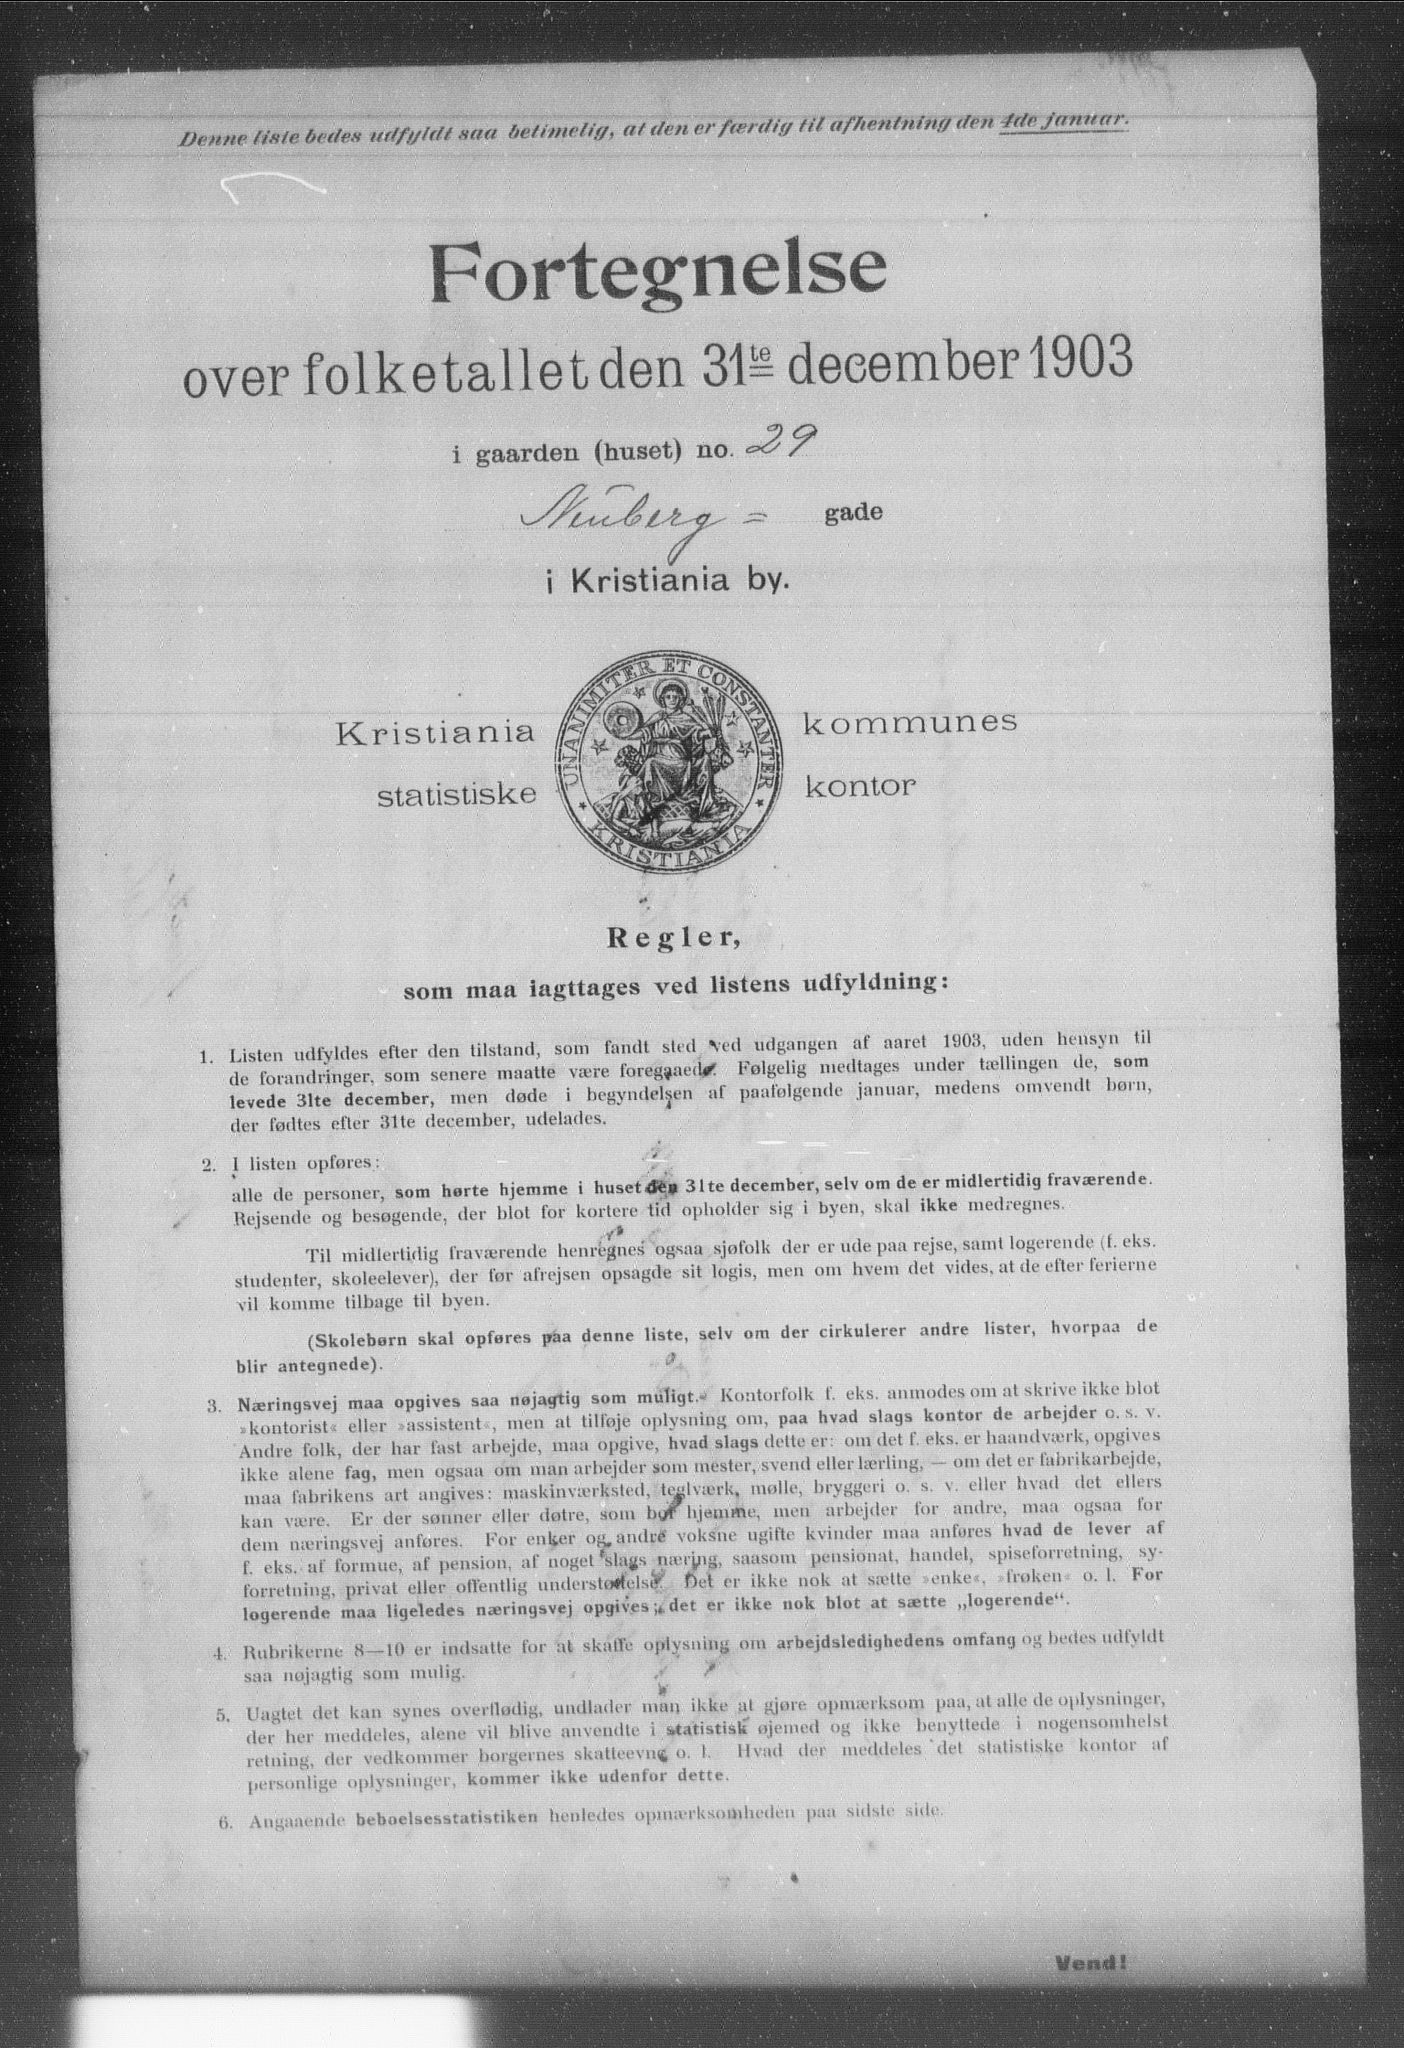 Denne liste bedes udfyldt saa betimelig, at den er færdig til afhentning den 4de januar.
Fortegnelse
over folketallet den 31te december 1903
i gaarden (huset) no. 29
Neuberg = gade
i Kristiania by.
Kristiania kommunes
statistiske kontor
UNANIMITER ET CONSTANTER
KRISTIANIA
Regler,
som maa iagttages ved listens udfyldning:
1. Listen udfyldes efter den tilstand, som fandt sted ved udgangen af aaret 1903, uden hensyn til
de forandringer, som senere maatte være foregaaede. Følgelig medtages under tællingen de, som
levede 31te december, men døde i begyndelsen af paafølgende januar, medens omvendt børn,
der fødtes efter 31te december, udelades.
2. I listen opføres:
alle de personer, som hørte hjemme i huset den 31te december, selv om de er midlertidig fraværende.
Rejsende og besøgende, der blot for kortere tid opholder sig i byen, skal ikke medregnes.
Til midlertidig fraværende henregnes ogsaa sjøfolk der er ude paa rejse, samt logerende (f. eks.
studenter, skoleelever), der før afrejsen opsagde sit logis, men om hvem det vides, at de efter ferierne
vil komme tilbage til byen.
(Skolebørn skal opføres paa denne liste, selv om der cirkulerer andre lister, hvorpaa de
blir antegnede).
3. Næringsvej maa opgives saa nøjagtig som muligt. Kontorfolk f. eks. anmodes om at skrive ikke blot
»kontorist« eller »assistent«, men at tilføje oplysning om, paa hvad slags kontor de arbejder o. s. v.
Andre folk, der har fast arbejde, maa opgive, hvad slags dette er: om det f. eks. er haandværk, opgives
ikke alene fag, men ogsaa om man arbejder som mester, svend eller lærling, — om det er fabrikarbejde,
maa fabrikens art angives: maskinværksted, teglværk, mølle, bryggeri o. s. v. eller hvad det ellers
kan være. Er der sønner eller døtre, som bor hjemme, men arbejder for andre, maa ogsaa for
dem næringsvej anføres. For enker og andre voksne ugifte kvinder maa anføres hvad de lever af
f. eks. af formue, af pension, af noget slags næring, saasom pensionat, handel, spiseforretning, sy-
forretning, privat eller offentlig understøttelse. Det er ikke nok at sætte »enke«, »frøken« o. l. For
logerende maa ligeledes næringsvej opgives; det er ikke nok blot at sætte „logerende“.
4. Rubrikerne 8—10 er indsatte for at skaffe oplysning om arbejdsledighedens omfang og bedes udfyldt
saa nøjagtig som mulig.
5. Uagtet det kan synes overflødig, undlader man ikke at gjøre opmærksom paa, at alle de oplysninger,
der her meddeles, alene vil blive anvendte i statistisk øjemed og ikke benyttede i nogensomhelst
retning, der vedkommer borgernes skatteevne o. l. Hvad der meddeles det statistiske kontor af
personlige oplysninger, kommer ikke udenfor dette.
6. Angaaende beboelsesstatistiken henledes opmærksomheden paa sidste side.
Vend!